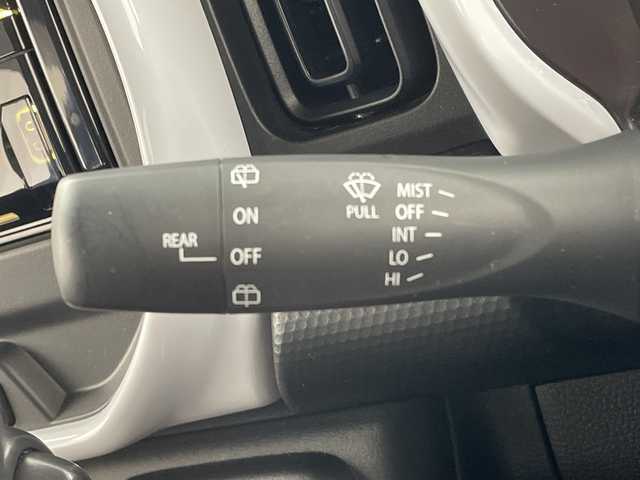 REAR
ON
OFF
PULL
MIST
OFF
INT
LO
HI